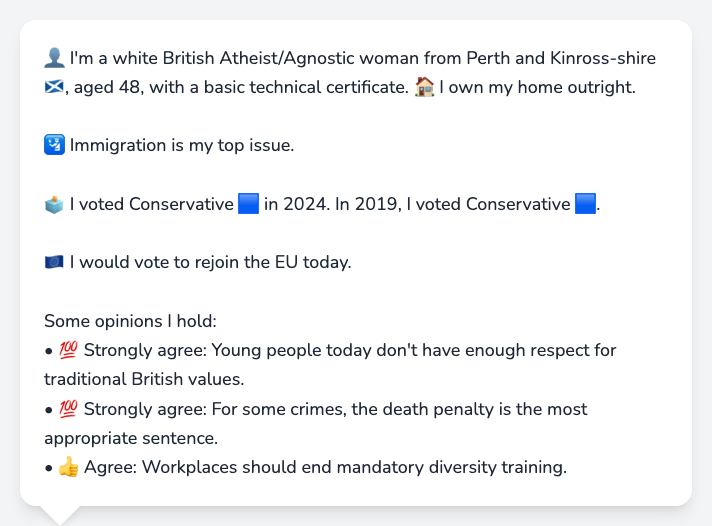 👤 I'm a white British Atheist/Agnostic woman from Perth and Kinross-shire
🏴󠁧󠁢󠁳󠁣󠁴󠁿, aged 48, with a basic technical certificate. 🏠 I own my home outright.
🛂 Immigration is my top issue.
🗳️ I voted Conservative 🟦 in 2024. In 2019, I voted Conservative 🟦.
🇪🇺 I would vote to rejoin the EU today.
Some opinions I hold:
• 💯 Strongly agree: Young people today don't have enough respect for
traditional British values.
• 💯 Strongly agree: For some crimes, the death penalty is the most
appropriate sentence.
• 👍 Agree: Workplaces should end mandatory diversity training.